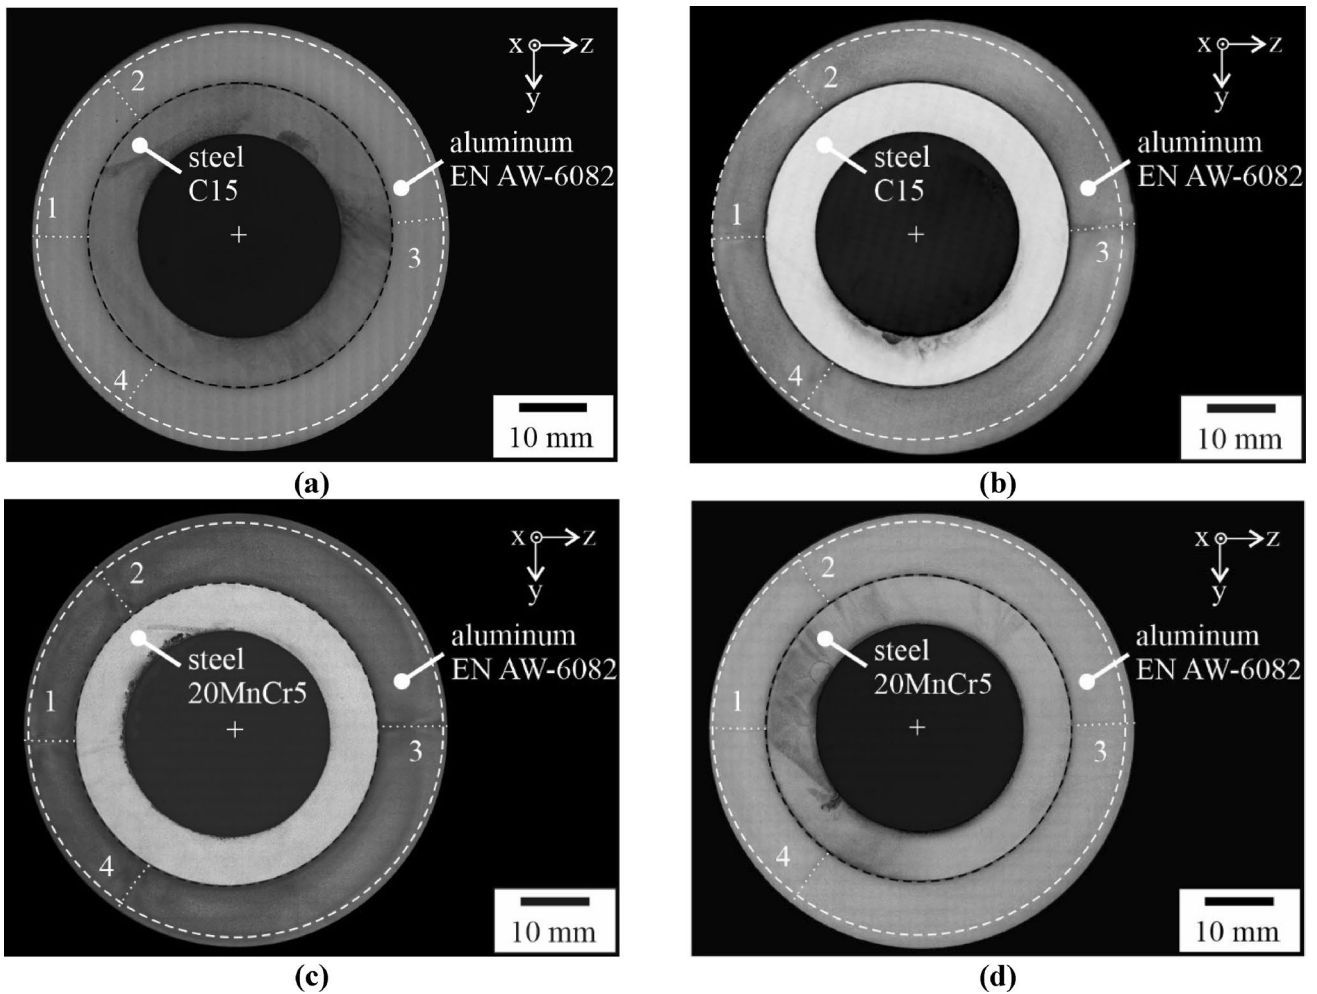 x z
y
2
aluminum
EN AW-6082
steel
C15
1
3
4
10 mm
(a)
x z
y
2
aluminum
EN AW-6082
steel
C15
1
3
4
10 mm
(b)
x z
y
2
aluminum
EN AW-6082
steel
20MnCr5
1
3
4
10 mm
(c)
x z
y
2
aluminum
EN AW-6082
steel
20MnCr5
1
3
4
10 mm
(d)